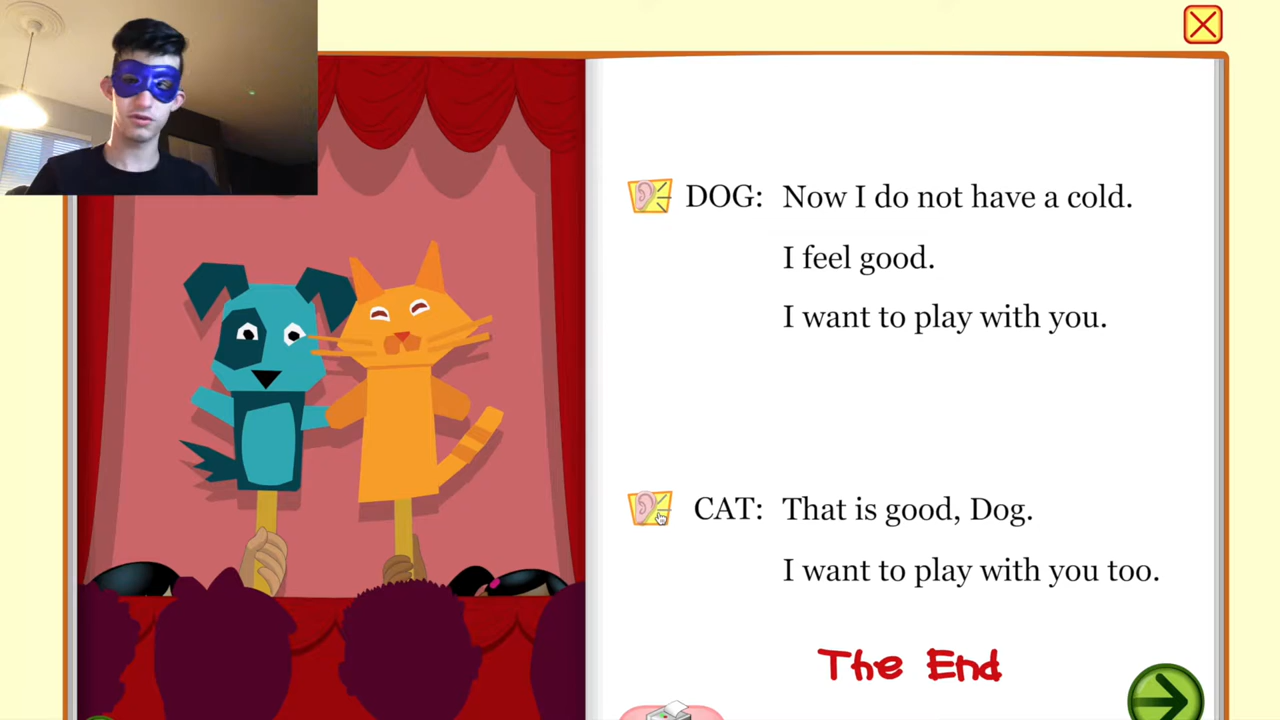 DOG: Now I do not have a cold.
I feel good.
I want to play with you.
CAT: That is good, Dog.
I want to play with you too.
The End